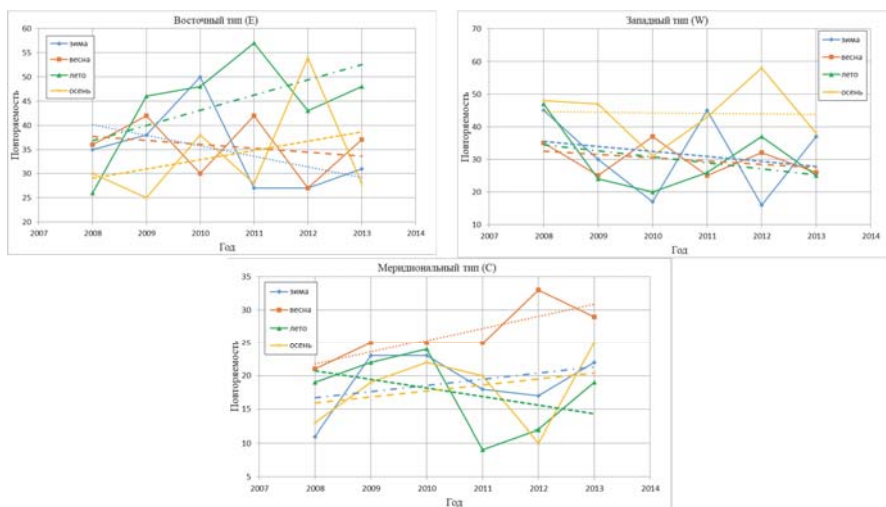 Восточный тип (E)
Повторяемость
60
55
50
45
40
35
30
25
20
зима
весна
лето
осень
2007 2008 2009 2010 2011 2012 2013 2014
Год
Западный тип (W)
Повторяемость
70
60
50
40
30
20
10
зима
весна
лето
осень
2007 2008 2009 2010 2011 2012 2013 2014
Год
Меридиональный тип (C)
Повторяемость
35
30
25
20
15
10
5
зима
весна
лето
осень
2007 2008 2009 2010 2011 2012 2013 2014
Год